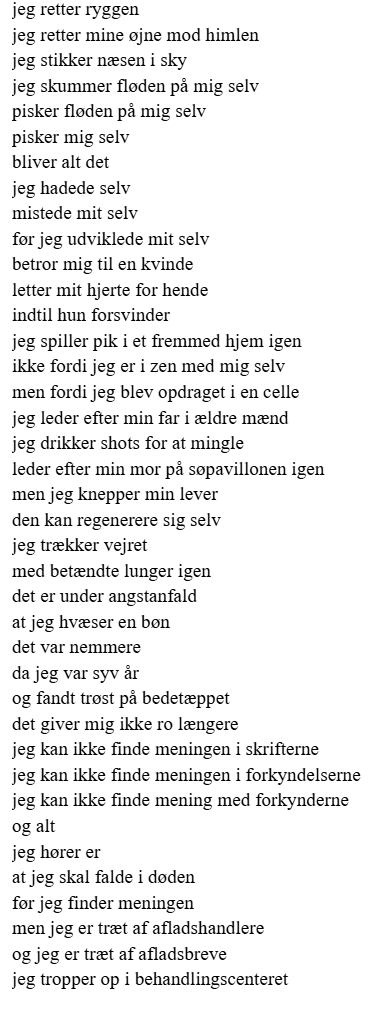 jeg retter ryggen
jeg retter mine øjne mod himlen
jeg stikker næsen i sky
jeg skummer fløden på mig selv
pisker fløden på mig selv
pisker mig selv
bliver alt det
jeg hadede selv
mistede mit selv
før jeg udviklede mit selv
betror mig til en kvinde
letter mit hjerte for hende
indtil hun forsvinder
jeg spiller pik i et fremmed hjem igen
ikke fordi jeg er i zen med mig selv
men fordi jeg blev opdraget i en celle
jeg leder efter min far i ældre mænd
jeg drikker shots for at mingle
leder efter min mor på søpavillonen igen
men jeg knepper min lever
den kan regenerere sig selv
jeg trækker vejret
med betændte lunger igen
det er under angstanfald
at jeg hvæser en bøn
det var nemmere
da jeg var syv år
og fandt trøst på bedetæppet
det giver mig ikke ro længere
jeg kan ikke finde meningen i skrifterne
jeg kan ikke finde meningen i forkyndelserne
jeg kan ikke finde mening med forkynderne
og alt
jeg hører er
at jeg skal falde i døden
før jeg finder meningen
men jeg er træt af afladshandlere
og jeg er træt af afladsbreve
jeg tropper op i behandlingscenteret